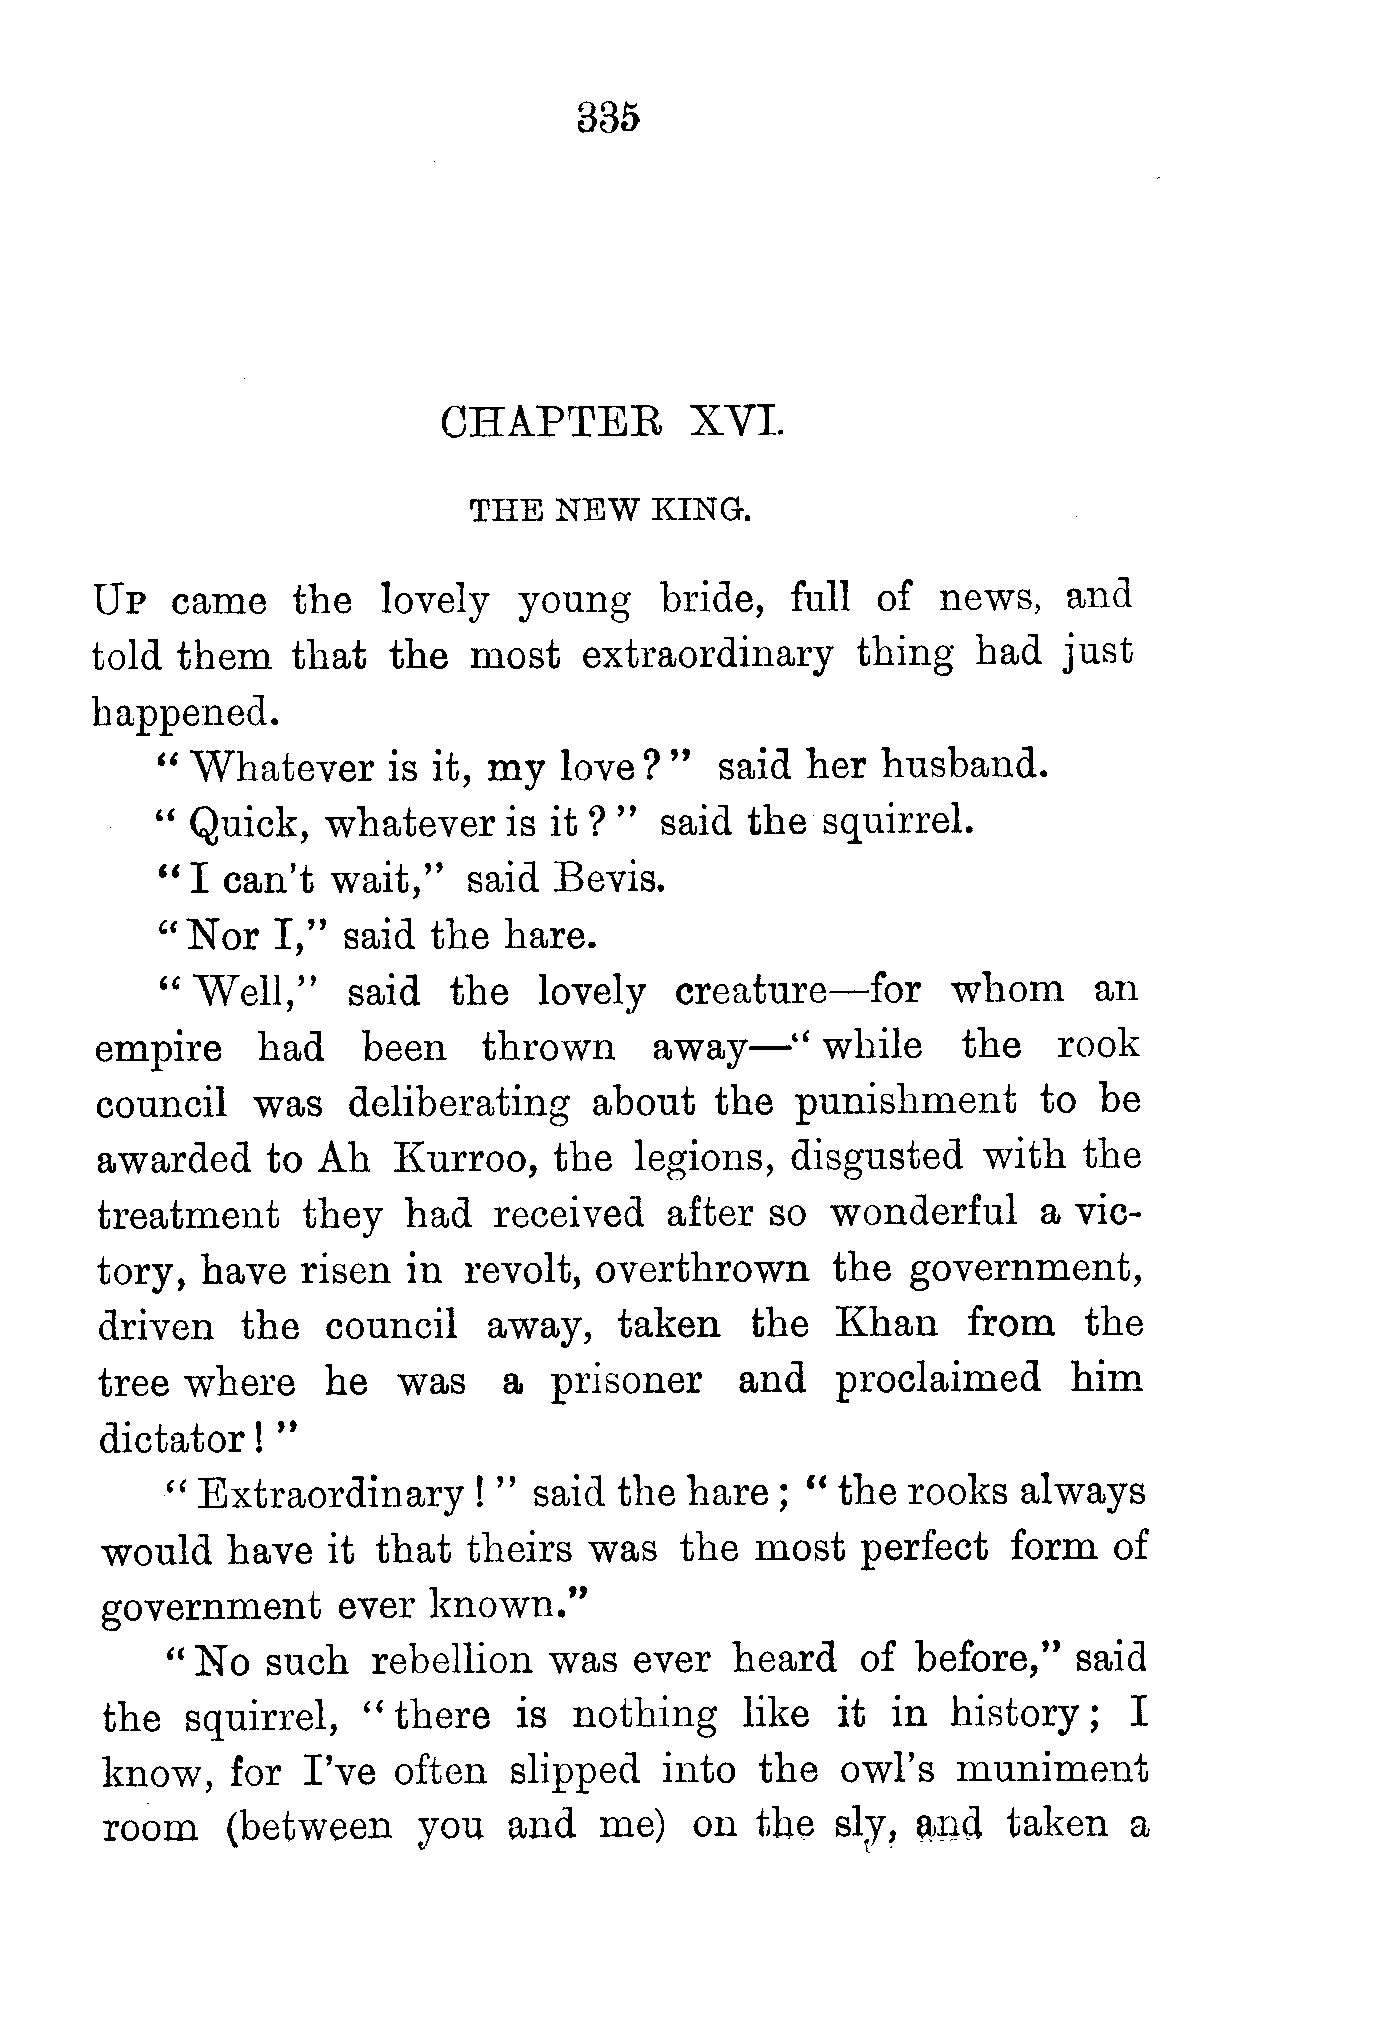 335
CHAPTER XVI.
THE NEW KING.
UP came the lovely young bride, full of news, and
told them that the most extraordinary thing had just
happened.
“Whatever is it, my love?” said her husband.
“Quick, whatever is it?” said the squirrel.
“I can't wait,” said Bevis.
“Nor I,” said the hare.
“Well,” said the lovely creature—for whom an
empire had been thrown away—“while the rook
council was deliberating about the punishment to be
awarded to Ah Kurroo, the legions, disgusted with the
treatment they had received after so wonderful a vic-
tory, have risen in revolt, overthrown the government,
driven the council away, taken the Khan from the
tree where he was a prisoner and proclaimed him
dictator!”
“Extraordinary!” said the hare; “the rooks always
would have it that theirs was the most perfect form of
government ever known.”
“No such rebellion was ever heard of before,” said
the squirrel, “there is nothing like it in history; I
know, for I've often slipped into the owl's muniment
room (between you and me) on the sly, and taken a